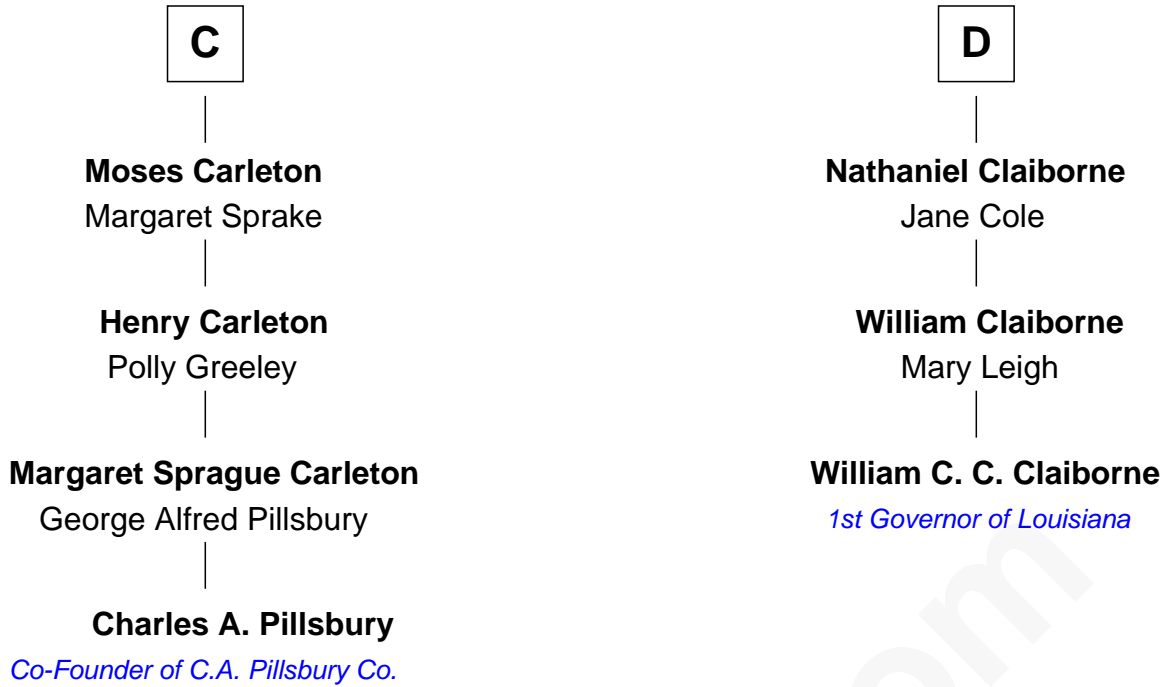 C
Moses Carleton
Margaret Sprake
Henry Carleton
Polly Greeley
Margaret Sprague Carleton
George Alfred Pillsbury
Charles A. Pillsbury
Co-Founder of C.A. Pillsbury Co.
D
Nathaniel Claiborne
Jane Cole
William Claiborne
Mary Leigh
William C. C. Claiborne
1st Governor of Louisiana
om